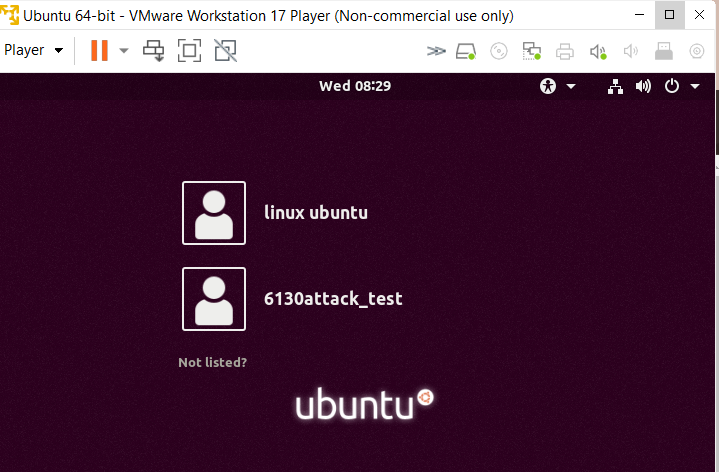 Ubuntu 64-bit - VMware Workstation 17 Player (Non-commercial use only)
Player
Wed 08:29
linux ubuntu
6130attack_test
Not listed?
ubuntu